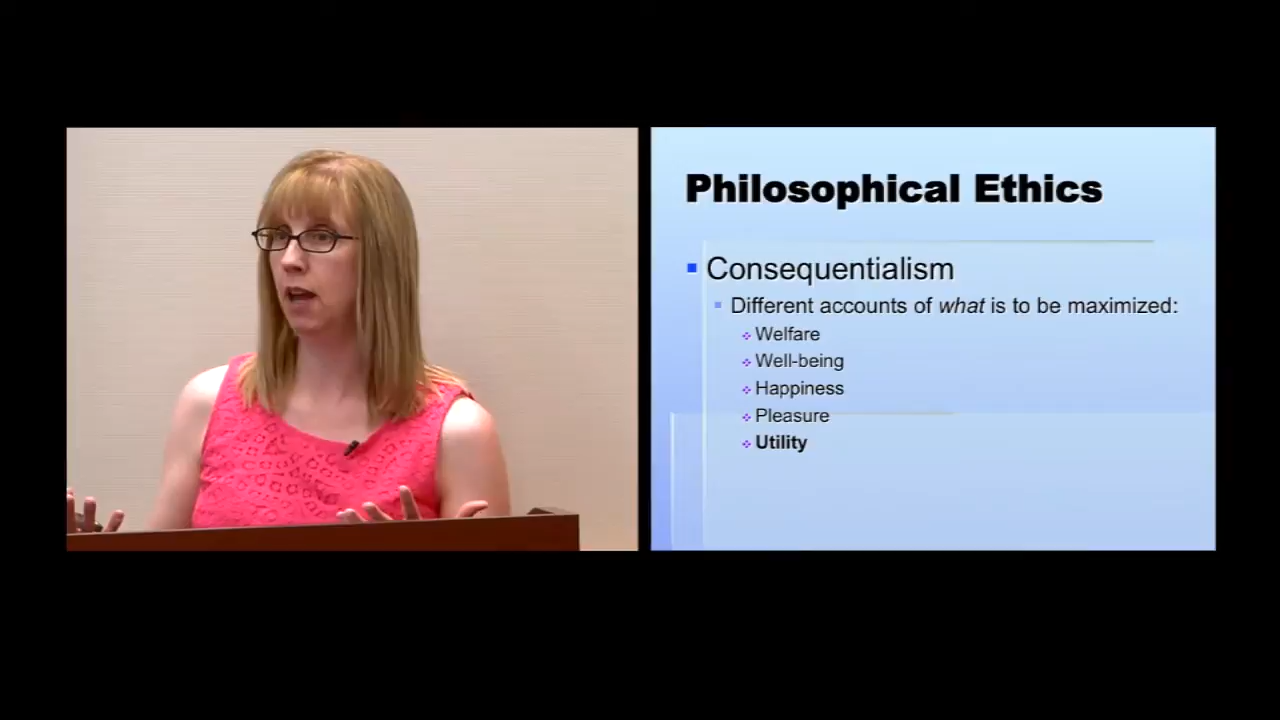 Philosophical Ethics
Consequentialism
Different accounts of what is to be maximized:
Welfare
Well-being
Happiness
Pleasure
Utility